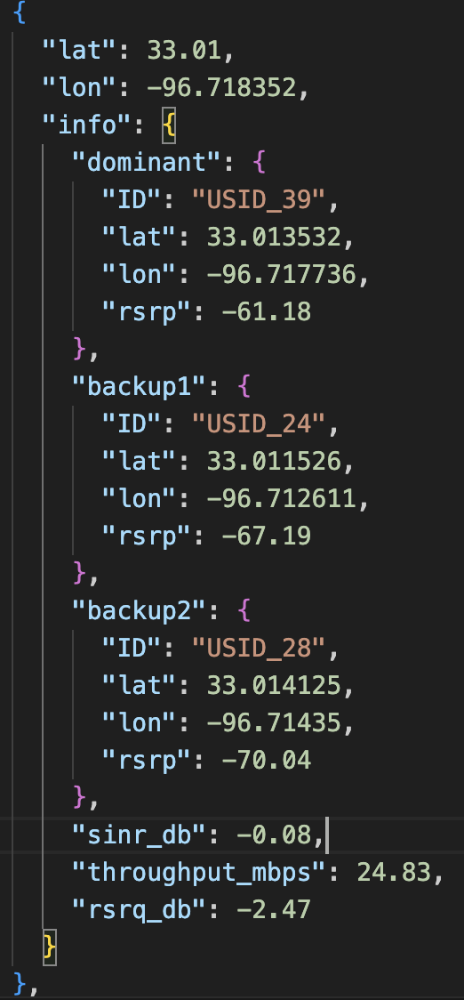 {
"lat": 33.01,
"lon": -96.718352,
"info": {
"dominant": {
"ID": "USID_39",
"lat": 33.013532,
"lon": -96.717736,
"rsrp": -61.18
},
"backup1": {
"ID": "USID_24",
"lat": 33.011526,
"lon": -96.712611,
"rsrp": -67.19
},
"backup2": {
"ID": "USID_28",
"lat": 33.014125,
"lon": -96.71435,
"rsrp": -70.04
},
"sinr_db": -0.08,
"throughput_mbps": 24.83,
"rsrq_db": -2.47
}
},